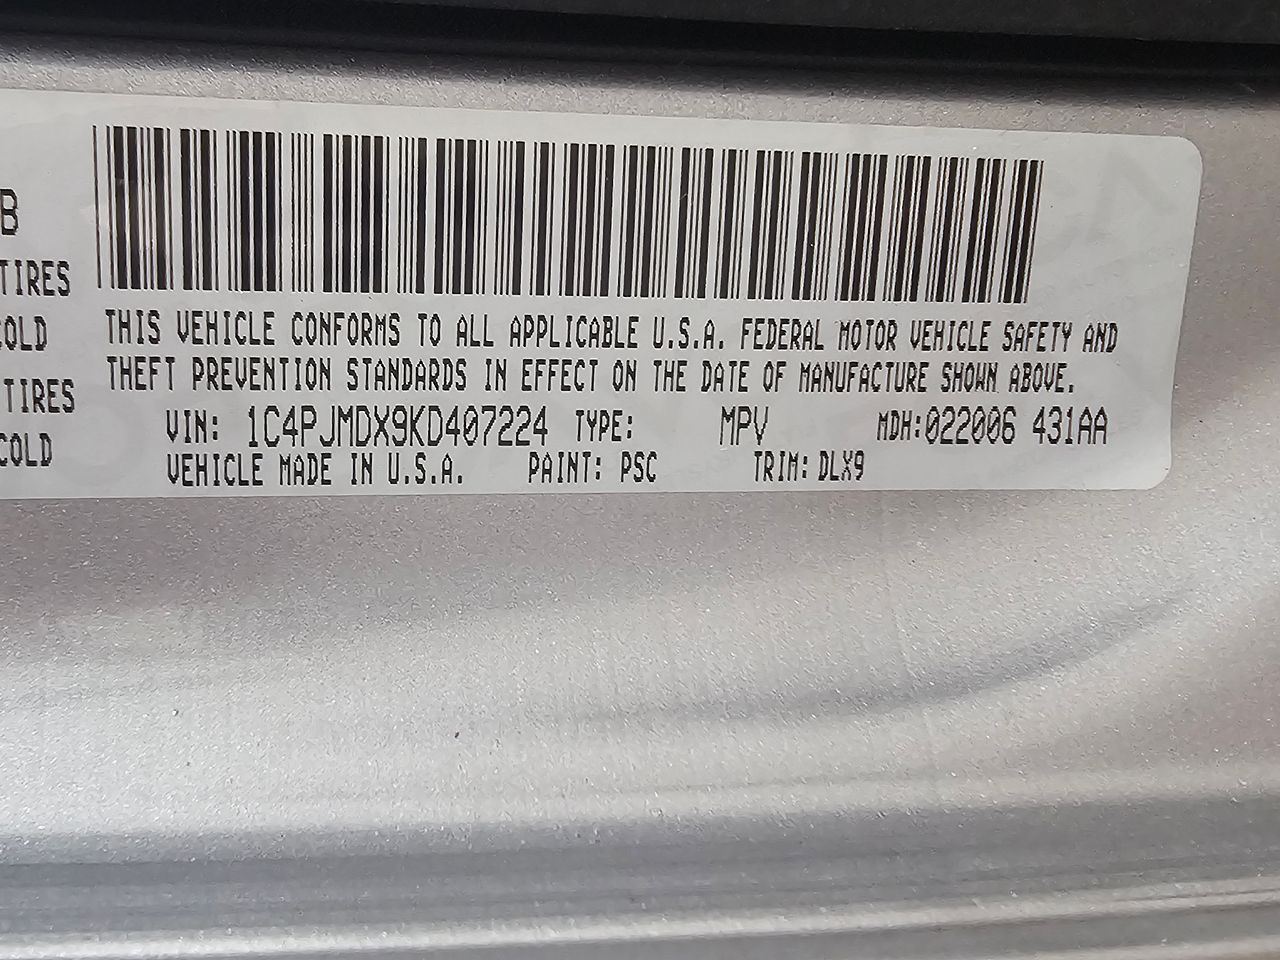 B
TIRES
COLD
TIRES
COLD
THIS VEHICLE CONFORMS TO ALL APPLICABLE U.S.A. FEDERAL MOTOR VEHICLE SAFETY AND
THEFT PREVENTION STANDARDS IN EFFECT ON THE DATE OF MANUFACTURE SHOWN ABOVE.
VIN: 1C4PJMDX9KD407224 TYPE: MPV MDH:022006 431AA
VEHICLE MADE IN U.S.A. PAINT: PSC TRIM: DLX9